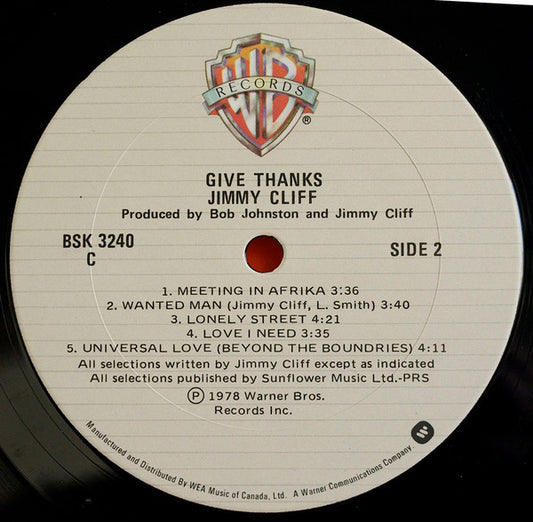 WB
RECORDS
®
GIVE THANKS
JIMMY CLIFF
Produced by Bob Johnston and Jimmy Cliff
BSK 3240
C
SIDE 2
1. MEETING IN AFRIKA 3:36
2. WANTED MAN (Jimmy Cliff, L. Smith) 3:40
3. LONELY STREET 4:21
4. LOVE I NEED 3:35
5. UNIVERSAL LOVE (BEYOND THE BOUNDRIES) 4:11
All selections written by Jimmy Cliff except as indicated
All selections published by Sunflower Music Ltd.-PRS
Ⓟ 1978 Warner Bros.
Records Inc.
Manufactured and Distributed By WEA Music of Canada, Ltd. A Warner Communications Company.